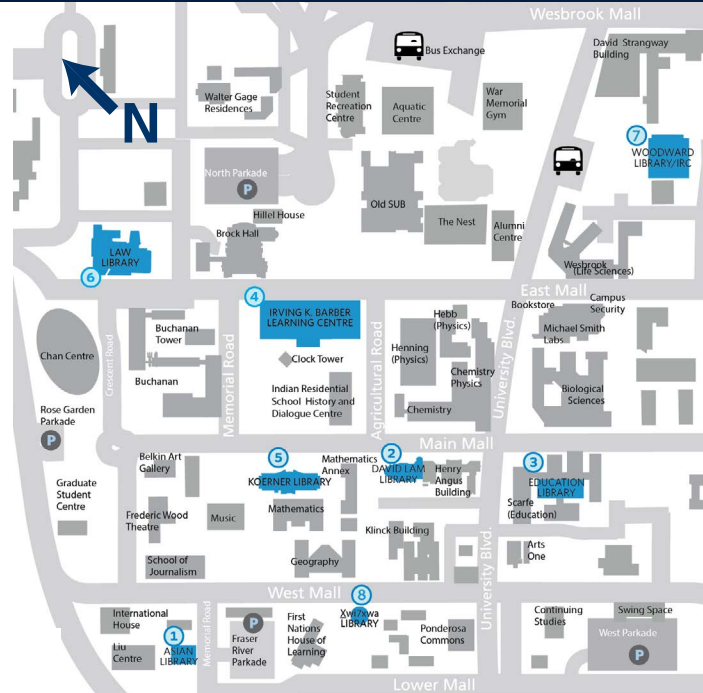 Wesbrook Mall
Bus Exchange
David Strangway
Building
N
Walter Gage
Residences
Student
Recreation
Centre
Aquatic
Centre
War
Memorial
Gym
7
WOODWARD
LIBRARY/IRC
North Parkade
P
Hillel House
Old SUB
The Nest
Alumni
Centre
Brock Hall
LAW
LIBRARY
6
Wesbrook
(Life Sciences)
East Mall
4
IRVING K. BARBER
LEARNING CENTRE
Clock Tower
Indian Residential
School History and
Dialogue Centre
Hebb
(Physics)
Henning
(Physics)
Chemistry
Physics
Chemistry
Bookstore
Campus
Security
Michael Smith
Labs
Biological
Sciences
Chan Centre
Crescent Road
Buchanan
Tower
Buchanan
Memorial Road
Agricultural Road
University Blvd.
Rose Garden
Parkade
P
Main Mall
Belkin Art
Gallery
5
KOERNER LIBRARY
Mathematics
Annex
2
DAVID LAM
LIBRARY
Henry
Angus
Building
3
EDUCATION
LIBRARY
Scarfe
(Education)
Graduate
Student
Centre
Frederic Wood
Theatre
Music
Mathematics
Klinck Building
University Blvd.
Arts
One
School of
Journalism
Geography
West Mall
8
International
House
1
Liu
Centre
ASIAN
LIBRARY
Memorial Road
P
Fraser
River
Parkade
First
Nations
House of
Learning
X̱wi7x̱wa
LIBRARY
Ponderosa
Commons
Continuing
Studies
Swing Space
West Parkade
P
Lower Mall